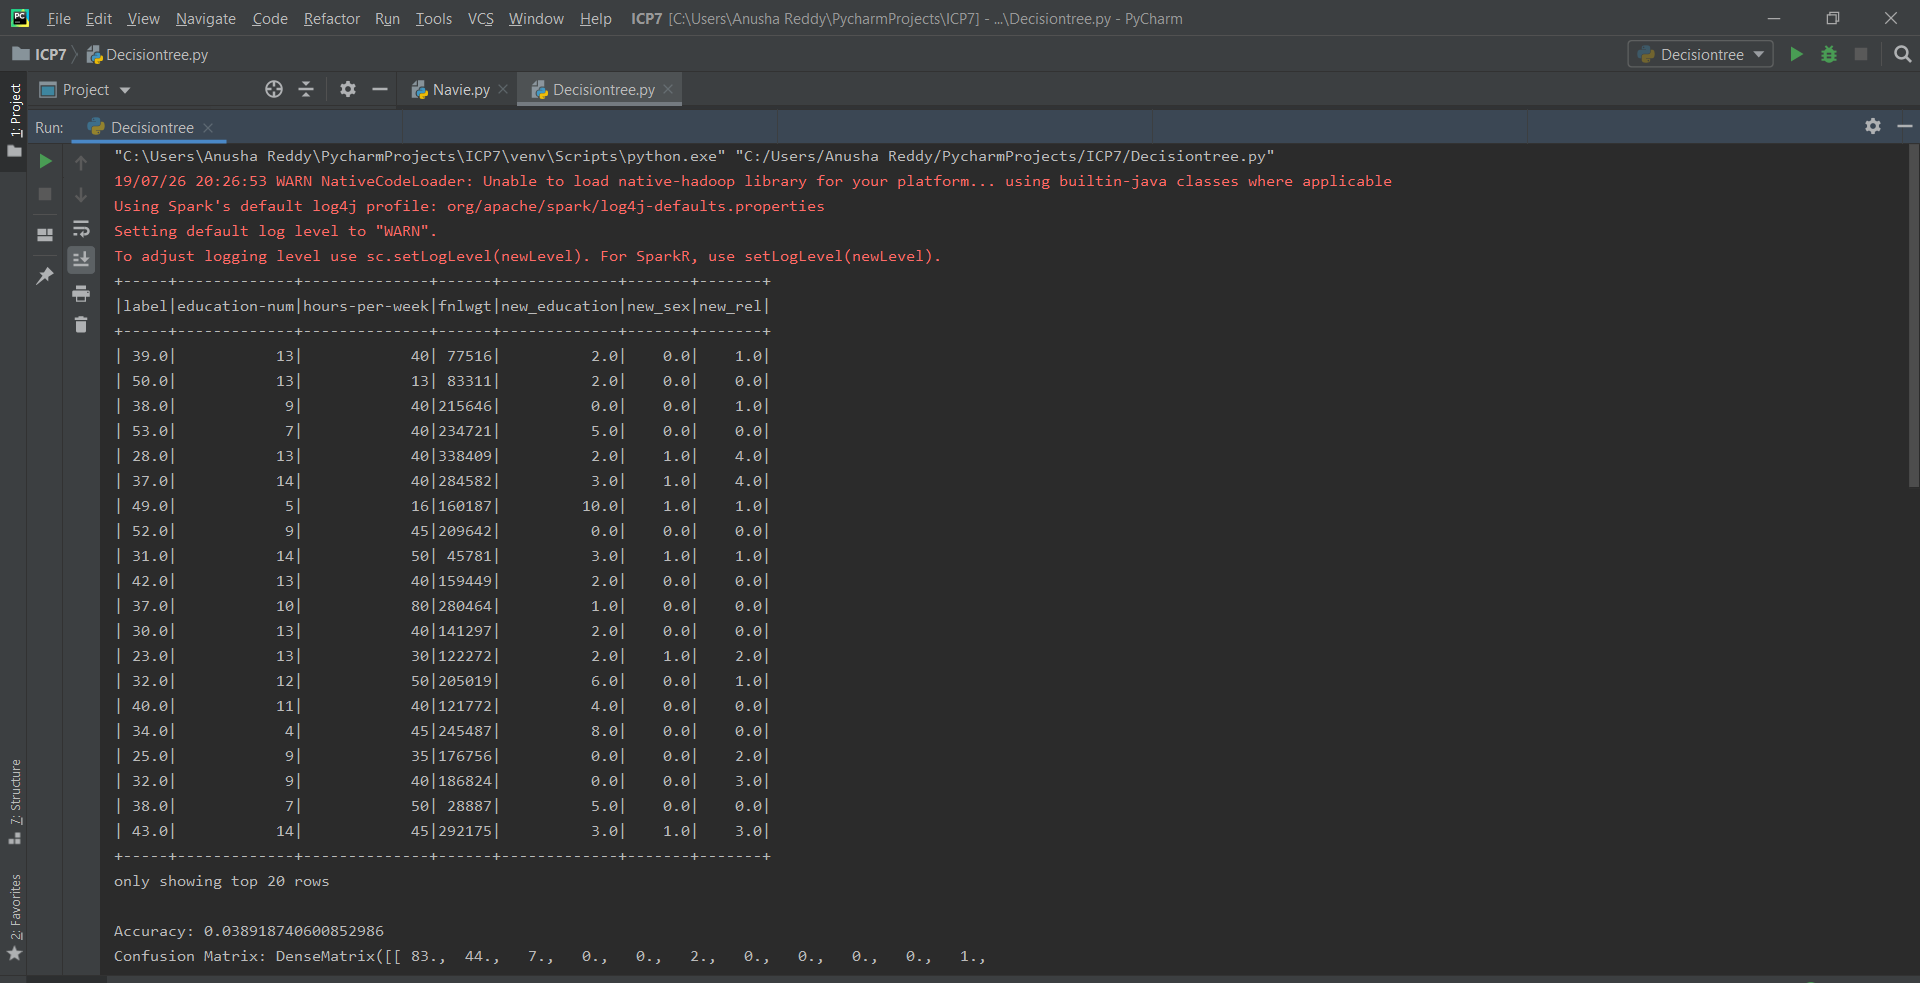 File Edit View Navigate Code Refactor Run Tools VCS Window Help ICP7 [C:\Users\Anusha Reddy\PycharmProjects\ICP7] - ...\Decisiontree.py - PyCharm
ICP7 Decisiontree.py Decisiontree
Project Navie.py Decisiontree.py
1: Project
Run: Decisiontree
"C:\Users\Anusha Reddy\PycharmProjects\ICP7\venv\Scripts\python.exe" "C:/Users/Anusha Reddy/PycharmProjects/ICP7/Decisiontree.py"
19/07/26 20:26:53 WARN NativeCodeLoader: Unable to load native-hadoop library for your platform... using builtin-java classes where applicable
Using Spark's default log4j profile: org/apache/spark/log4j-defaults.properties
Setting default log level to "WARN".
To adjust logging level use sc.setLogLevel(newLevel). For SparkR, use setLogLevel(newLevel).
+-----+-------------+--------------+------+-------------+-------+-------+
|label|education-num|hours-per-week|fnlwgt|new_education|new_sex|new_rel|
+-----+-------------+--------------+------+-------------+-------+-------+
| 39.0|           13|            40| 77516|          2.0|    0.0|    1.0|
| 50.0|           13|            13| 83311|          2.0|    0.0|    0.0|
| 38.0|            9|            40|215646|          0.0|    0.0|    1.0|
| 53.0|            7|            40|234721|          5.0|    0.0|    0.0|
| 28.0|           13|            40|338409|          2.0|    1.0|    4.0|
| 37.0|           14|            40|284582|          3.0|    1.0|    4.0|
| 49.0|            5|            16|160187|         10.0|    1.0|    1.0|
| 52.0|            9|            45|209642|          0.0|    0.0|    0.0|
| 31.0|           14|            50| 45781|          3.0|    1.0|    1.0|
| 42.0|           13|            40|159449|          2.0|    0.0|    0.0|
| 37.0|           10|            80|280464|          1.0|    0.0|    0.0|
| 30.0|           13|            40|141297|          2.0|    0.0|    0.0|
| 23.0|           13|            30|122272|          2.0|    1.0|    2.0|
| 32.0|           12|            50|205019|          6.0|    0.0|    1.0|
| 40.0|           11|            40|121772|          4.0|    0.0|    0.0|
| 34.0|            4|            45|245487|          8.0|    0.0|    0.0|
| 25.0|            9|            35|176756|          0.0|    0.0|    2.0|
| 32.0|            9|            40|186824|          0.0|    0.0|    3.0|
| 38.0|            7|            50| 28887|          5.0|    0.0|    0.0|
| 43.0|           14|            45|292175|          3.0|    1.0|    3.0|
+-----+-------------+--------------+------+-------------+-------+-------+
only showing top 20 rows
Accuracy: 0.038918740600852986
Confusion Matrix: DenseMatrix([[ 83.,  44.,   7.,   0.,   0.,   2.,   0.,   0.,   0.,   0.,   1.,
7: Structure
2: Favorites